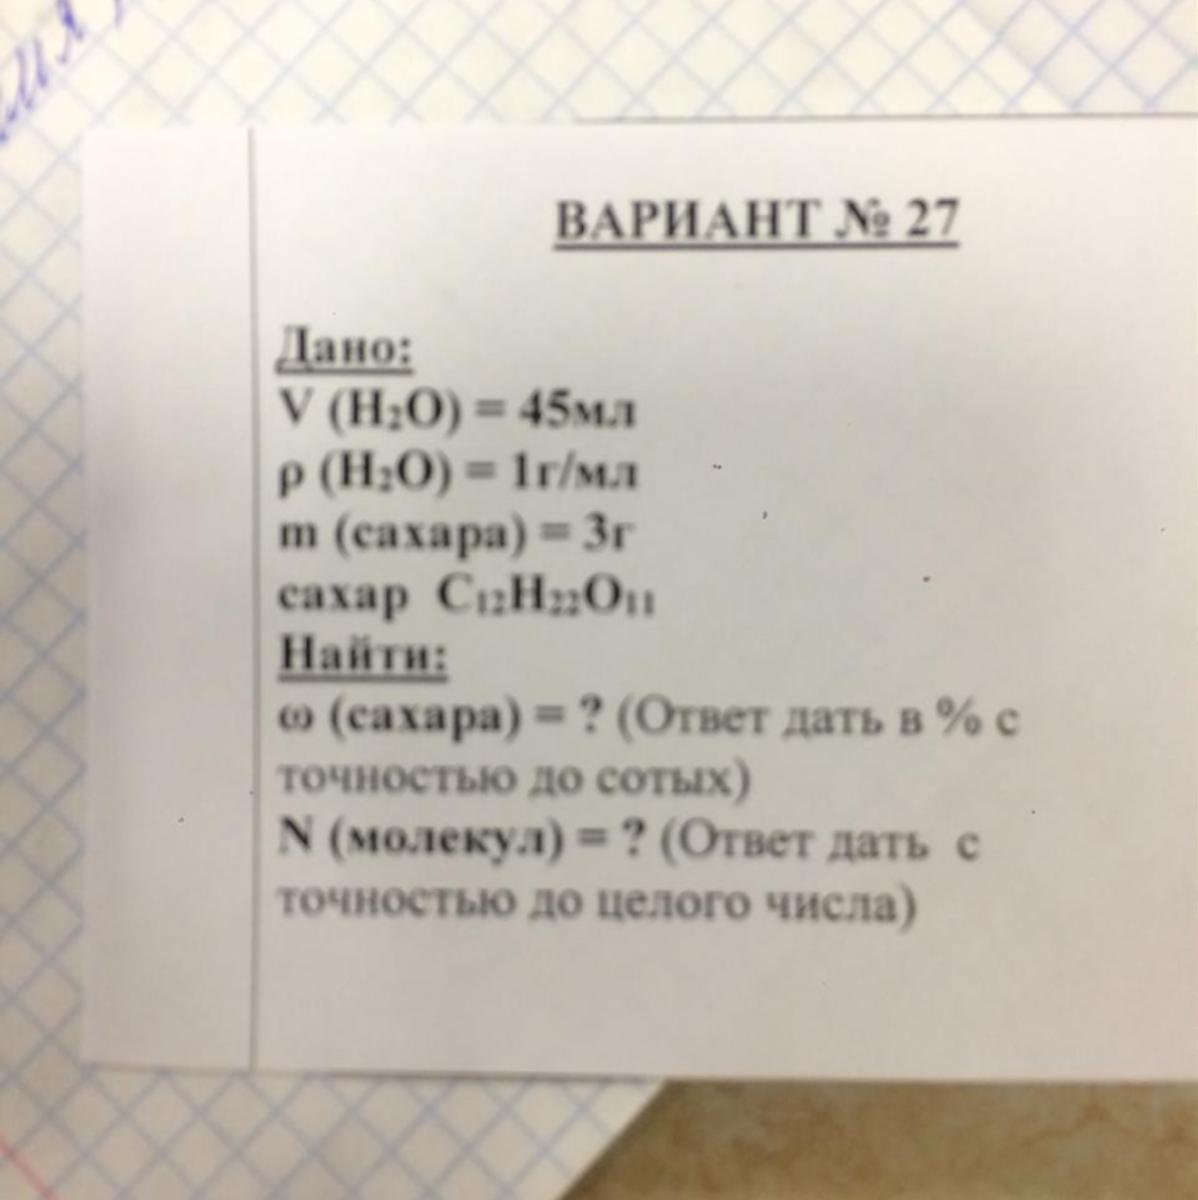 ВАРИАНТ № 27
Дано:
V (H₂O) = 45мл
ρ (H₂O) = 1г/мл
m (сахара) = 3г
сахар C₁₂H₂₂O₁₁
Найти:
ω (сахара) = ? (Ответ дать в % с
точностью до сотых)
N (молекул) = ? (Ответ дать с
точностью до целого числа)